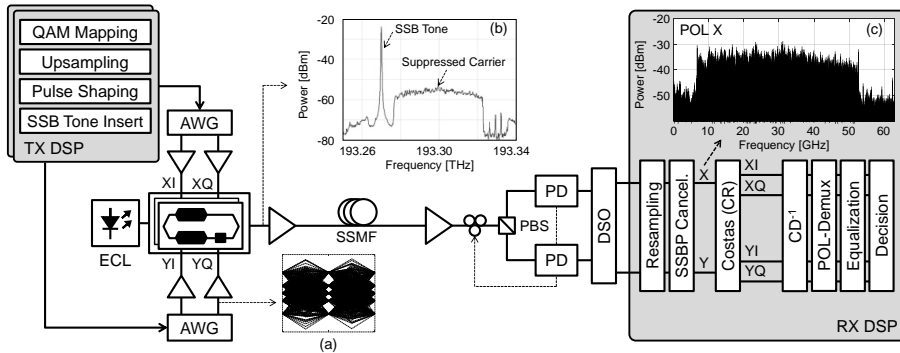 QAM Mapping
Upsampling
Pulse Shaping
SSB Tone Insert
TX DSP
AWG
XI XQ
ECL
YI YQ
AWG
(a)
SSMF
(b)
SSB Tone
Suppressed Carrier
Power [dBm]
-20
-40
-60
-80
193.26 193.30 193.34
Frequency [THz]
PBS
PD
PD
DSO
(c)
POL X
Power [dBm]
-20
-30
-40
-50
0 10 20 30 40 50 60
Frequency [GHz]
Resampling
SSBP Cancel.
X
Y
Costas (CR)
XI
XQ
YI
YQ
CD⁻¹
POL-Demux
Equalization
Decision
RX DSP